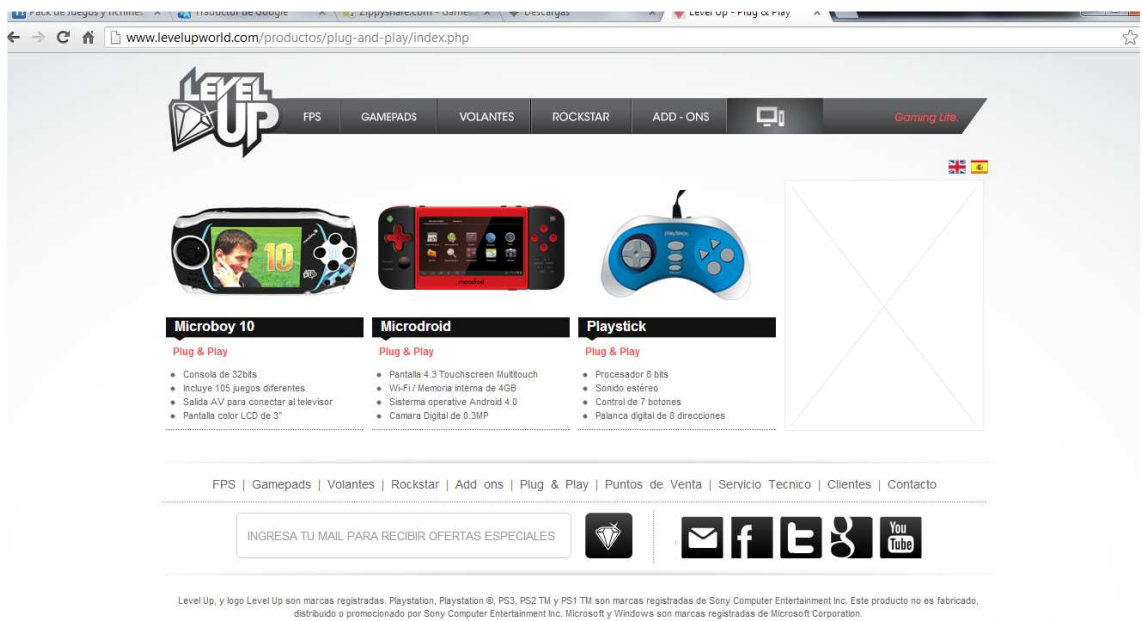 Pack de Juegos y fichines
Traductor de Google
Zippyshare.com - Games
Descargas
Level Up - Plug & Play
www.levelupworld.com/productos/plug-and-play/index.php
LEVEL UP
FPS GAMEPADS VOLANTES ROCKSTAR ADD - ONS Gaming Life.
10
playstick
Microboy 10
Plug & Play
Consola de 32bits
Incluye 105 juegos diferentes
Salida AV para conectar al televisor
Pantalla color LCD de 3"
Microdroid
Plug & Play
Pantalla 4.3 Touchscreen Multitouch
Wi-Fi / Memoria interna de 4GB
Sisterma operative Android 4.0
Camara Digital de 0.3MP
Playstick
Plug & Play
Procesador 8 bits
Sonido estéreo
Control de 7 botones
Palanca digital de 8 direcciones
FPS | Gamepads | Volantes | Rockstar | Add ons | Plug & Play | Puntos de Venta | Servicio Tecnico | Clientes | Contacto
INGRESA TU MAIL PARA RECIBIR OFERTAS ESPECIALES
You
Tube
Level Up, y logo Level Up son marcas registradas. Playstation, Playstation ®, PS3, PS2 TM y PS1 TM son marcas registradas de Sony Computer Entertainment Inc. Este producto no es fabricado,
distribuido o promocionado por Sony Computer Entertainment Inc. Microsoft y Windows son marcas registradas de Microsoft Corporation.